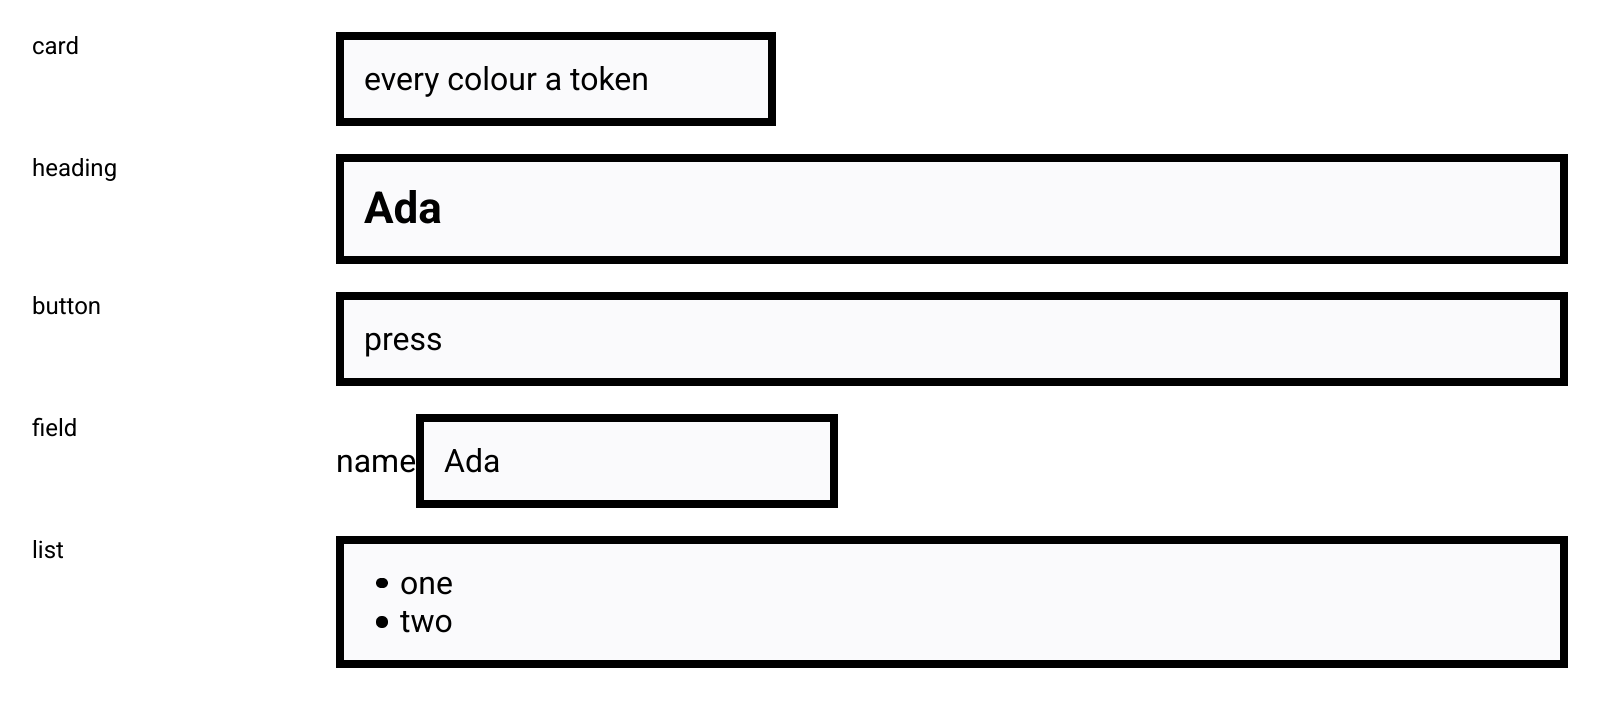 card
every colour a token
heading
Ada
button
press
field
name Ada
list
• one
• two